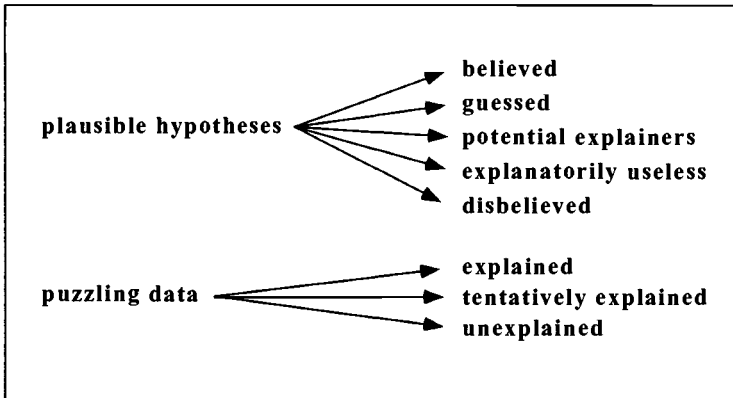 believed
guessed
plausible hypotheses
potential explainers
explanatorily useless
disbelieved
explained
puzzling data
tentatively explained
unexplained